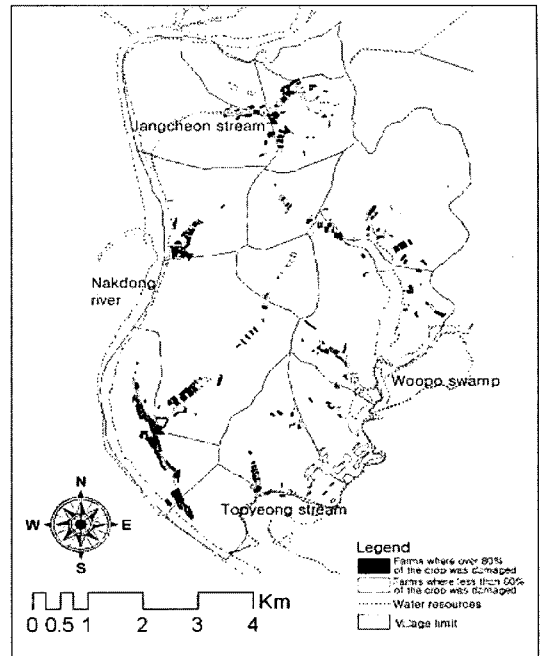 Jangcheon stream
Nakdong
river
Woopo swamp
Topyeong stream
N
W E
S
Km
0 0.5 1 2 3 4
Legend
Farms where over 80%
of the crop was damaged
Farms where less than 60%
of the crop was damaged
Water resources
Village limit